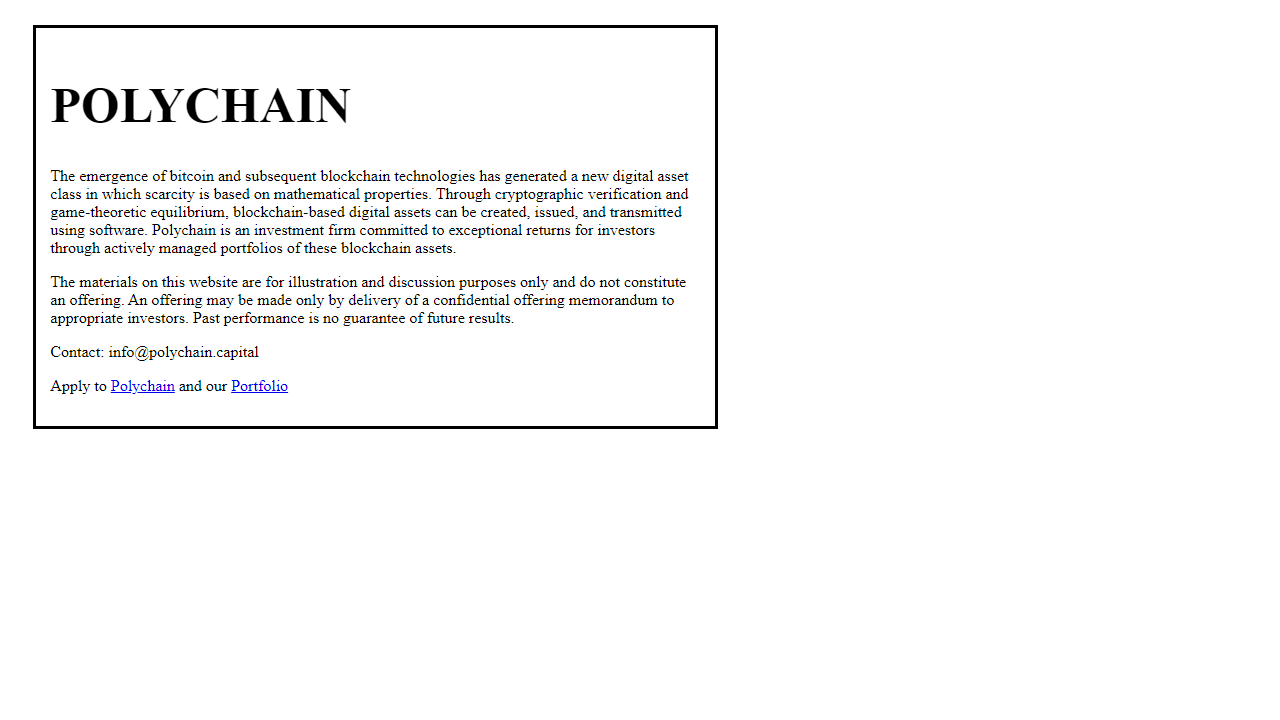 POLYCHAIN
The emergence of bitcoin and subsequent blockchain technologies has generated a new digital asset
class in which scarcity is based on mathematical properties. Through cryptographic verification and
game-theoretic equilibrium, blockchain-based digital assets can be created, issued, and transmitted
using software. Polychain is an investment firm committed to exceptional returns for investors
through actively managed portfolios of these blockchain assets.
The materials on this website are for illustration and discussion purposes only and do not constitute
an offering. An offering may be made only by delivery of a confidential offering memorandum to
appropriate investors. Past performance is no guarantee of future results.
Contact: info@polychain.capital
Apply to Polychain and our Portfolio